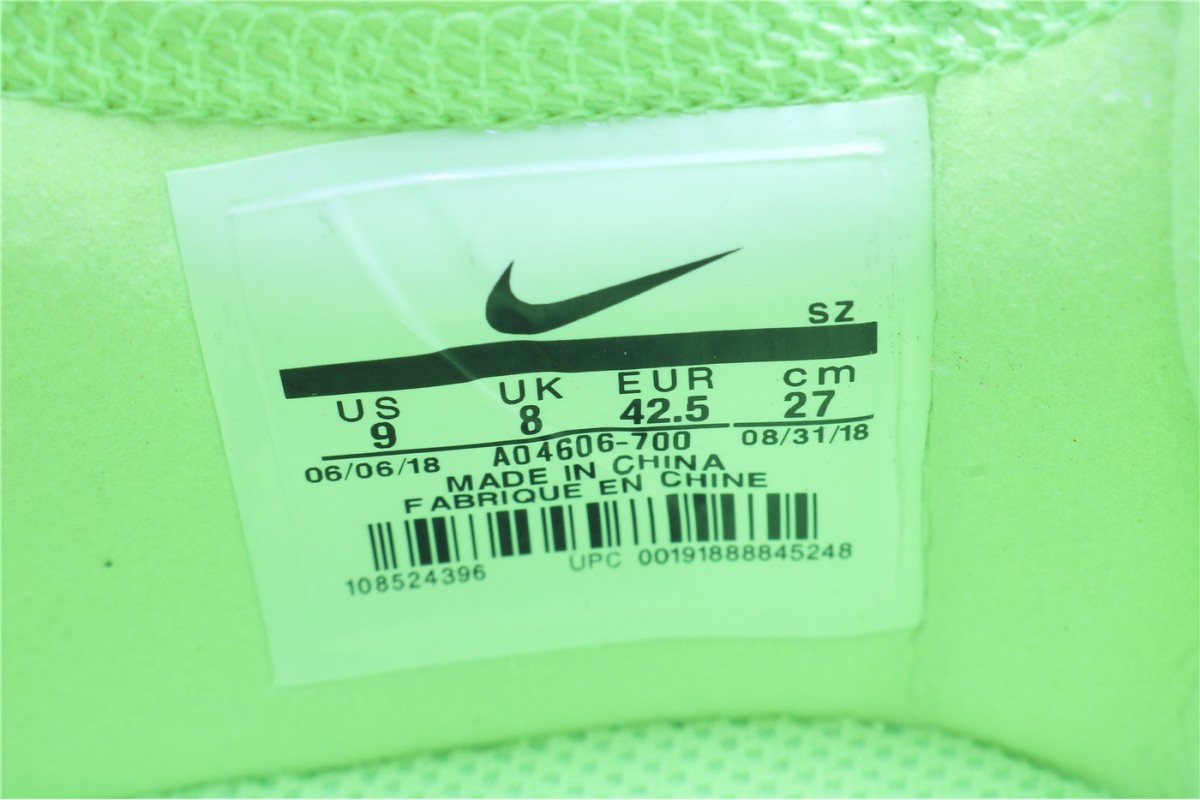 SZ
US UK EUR cm
9 8 42.5 27
06/06/18 A04606-700 08/31/18
MADE IN CHINA
FABRIQUE EN CHINE
108524396 UPC 00191888845248